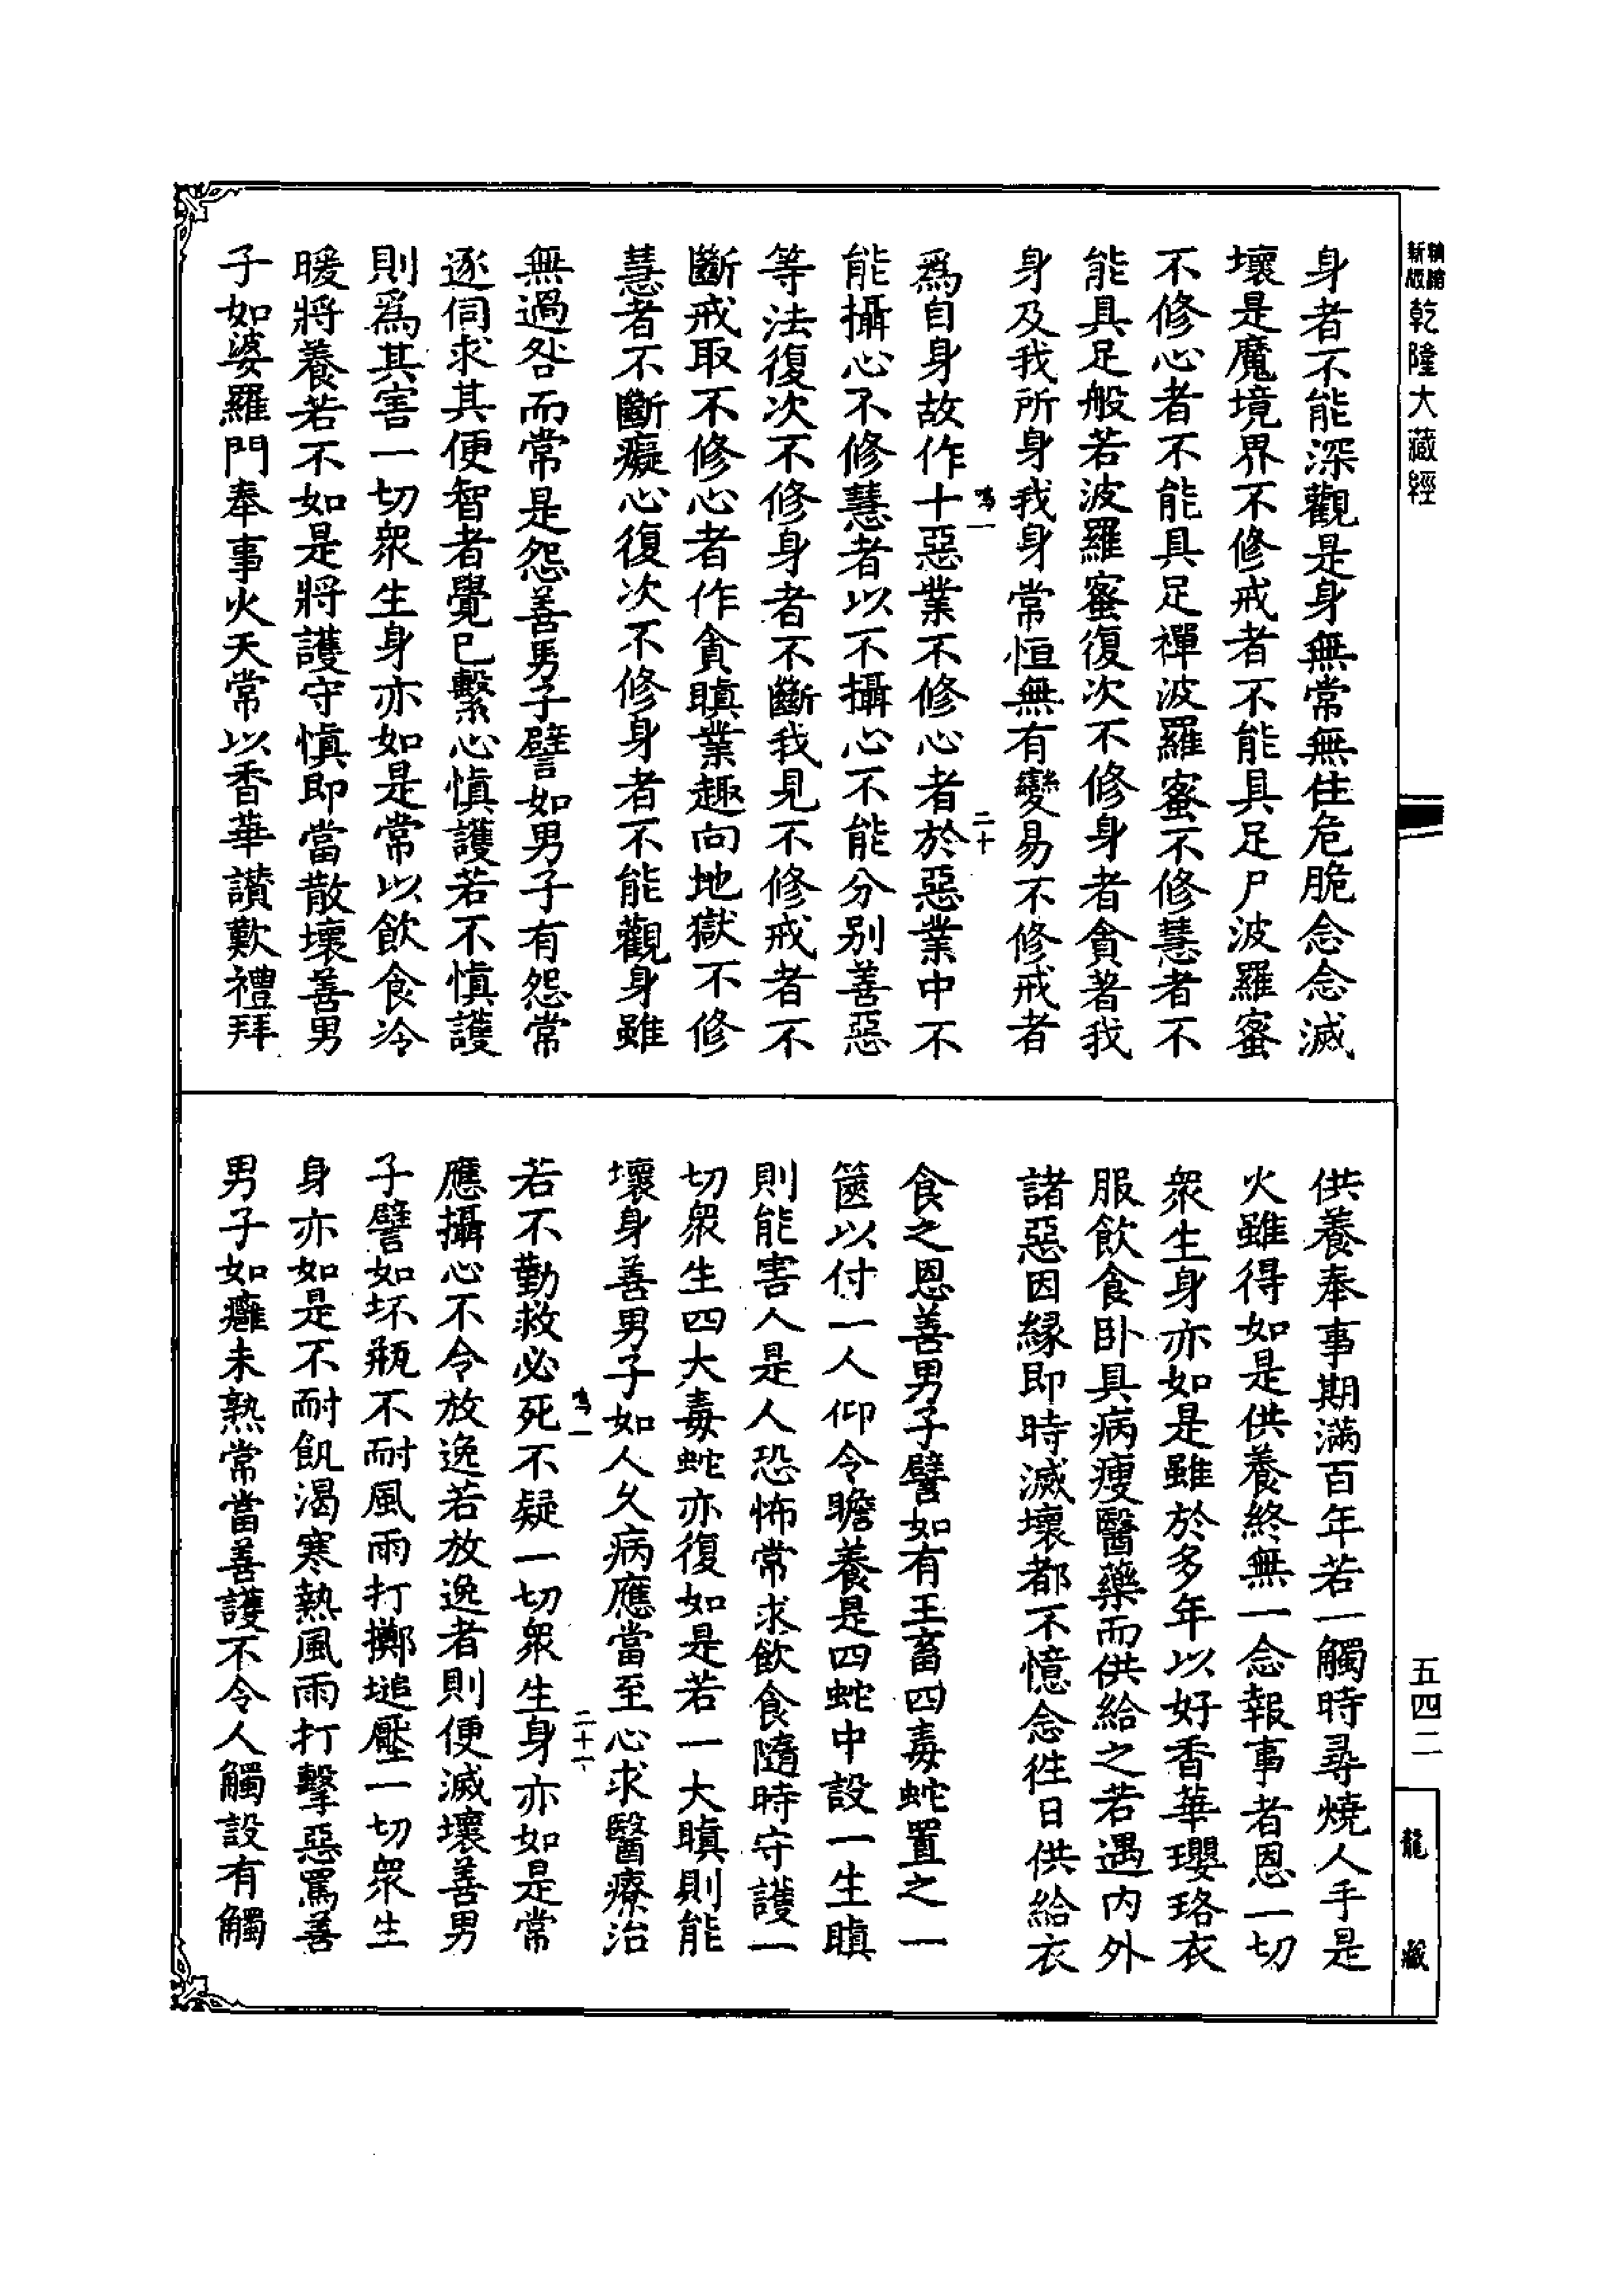 新版
乾隆大藏經
身者不能深觀是身無常無住危脆念念滅
壞是魔境界不修戒者不能具足尸波羅蜜
不修心者不能具足禪波羅蜜不修慧者不
能具足般若波羅蜜復次不修身者貪著我
身及我所身我身常恒無有變易不修戒者
鳴一
二十
爲自身故作十惡業不修心者於惡業中不
能攝心不修慧者以不攝心不能分別善惡
等法復次不修身者不斷我見不修戒者不
斷戒取不修心者作貪瞋業趣向地獄不修
慧者不斷癡心復次不修身者不能觀身雖
無過咎而常是怨善男子譬如男子有怨常
逐伺求其便智者覺已繫心愼護若不愼護
則爲其害一切衆生身亦如是常以飲食冷
暖將養若不如是將護守愼即當散壞善男
子如婆羅門奉事火天常以香華讃歎禮拜
供養奉事期滿百年若一觸時尋燒人手是
火雖得如是供養終無一念報事者恩一切
衆生身亦如是雖於多年以好香華瓔珞衣
服飲食卧具病瘦醫藥而供給之若遇内外
諸惡因緣即時滅壞都不憶念徃日供給衣
食之恩善男子譬如有王畜四毒蛇置之一
篋以付一人仰令瞻養是四蛇中設一生瞋
則能害人是人恐怖常求飲食隨時守護一
切衆生四大毒蛇亦復如是若一大瞋則能
壞身善男子如人久病應當至心求醫療治
鳴一
二十一
若不勤救必死不疑一切衆生身亦如是常
應攝心不令放逸若放逸者則便滅壞善男
子譬如坏瓶不耐風雨打擲塠壓一切衆生
身亦如是不耐飢渴寒熱風雨打擊惡罵善
男子如癰未熟常當善護不令人觸設有觸
五四二
龍藏